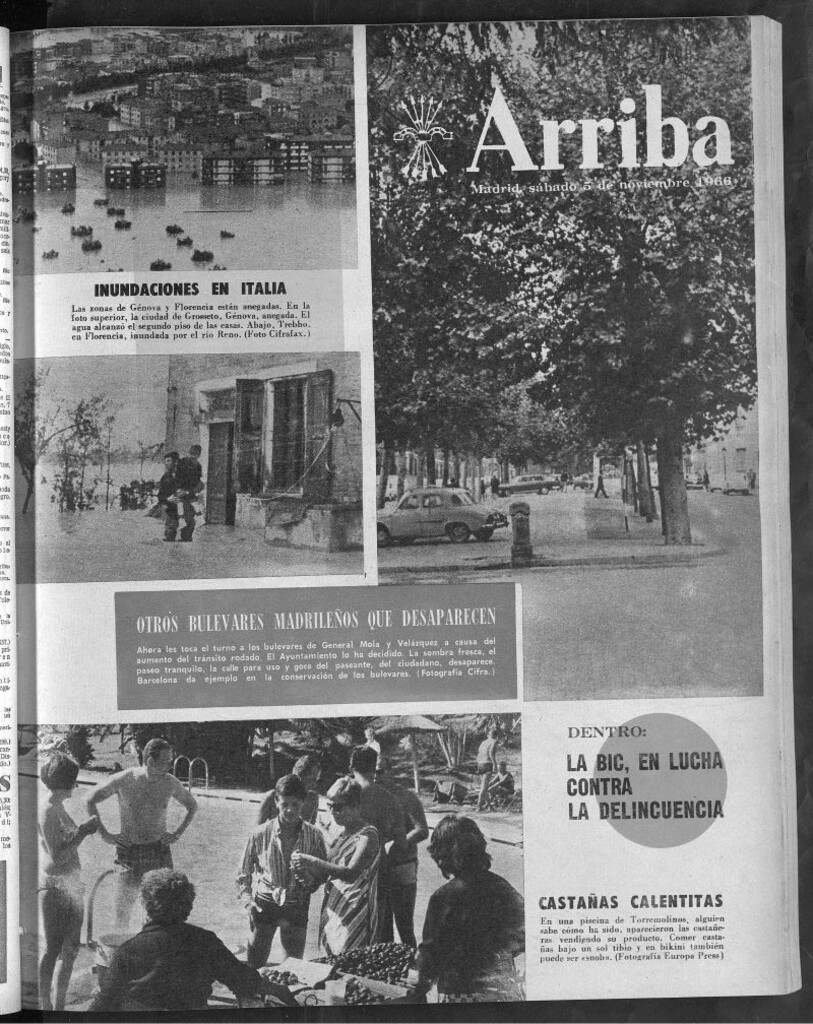 Arriba
Madrid, sábado 5 de noviembre 1966
INUNDACIONES EN ITALIA
Las zonas de Génova y Florencia están anegadas. En la
foto superior, la ciudad de Grosseto, Génova, anegada. El
agua alcanzó el segundo piso de las casas. Abajo, Trebbo,
en Florencia, inundada por el río Reno. (Foto Cifrafax.)
OTROS BULEVARES MADRILEÑOS QUE DESAPARECEN
Ahora les toca el turno a los bulevares de General Mola y Velázquez a causa del
aumento del tránsito rodado. El Ayuntamiento lo ha decidido. La sombra fresca, el
paseo tranquilo, la calle para uso y goce del paseante, del ciudadano, desaparece.
Barcelona da ejemplo en la conservación de los bulevares. (Fotografía Cifra.)
DENTRO:
LA BIC, EN LUCHA
CONTRA
LA DELINCUENCIA
CASTAÑAS CALENTITAS
En una piscina de Torremolinos, alguien
sabe cómo ha sido, aparecieron las castañe-
ras vendiendo su producto. Comer casta-
ñas bajo un sol tibio y en bikini también
puede ser «snob». (Fotografía Europa Press)